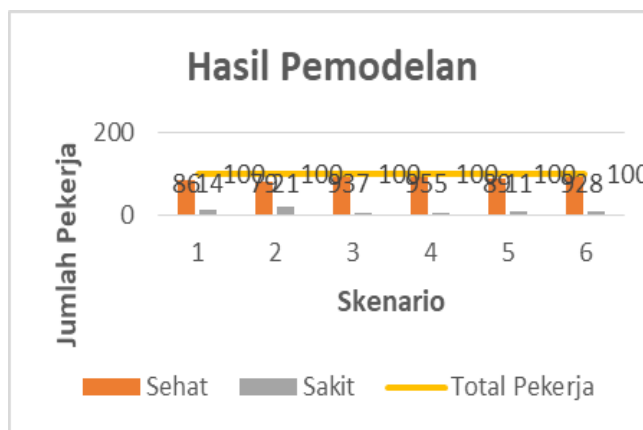 Hasil Pemodelan
Jumlah Pekerja
200
0
86 14 100 79 21 100 93 7 100 95 5 100 89 11 100 92 8 100
1 2 3 4 5 6
Skenario
Sehat Sakit Total Pekerja